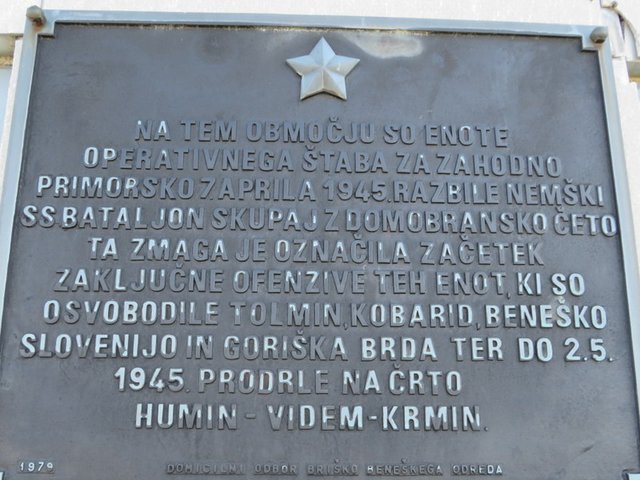 NA TEM OBMOČJU SO ENOTE
OPERATIVNEGA ŠTABA ZA ZAHODNO
PRIMORSKO 7. APRILA 1945. RAZBILE NEMŠKI
SS BATALJON SKUPAJ Z DOMOBRANSKO ČETO
TA ZMAGA JE OZNAČILA ZAČETEK
ZAKLJUČNE OFENZIVE TEH ENOT, KI SO
OSVOBODILE TOLMIN, KOBARID, BENEŠKO
SLOVENIJO IN GORIŠKA BRDA TER DO 2.5.
1945. PRODRLE NA ČRTO
HUMIN - VIDEM - KRMIN.
1979 DOMICILNI ODBOR BRIŠKO BENEŠKEGA ODREDA